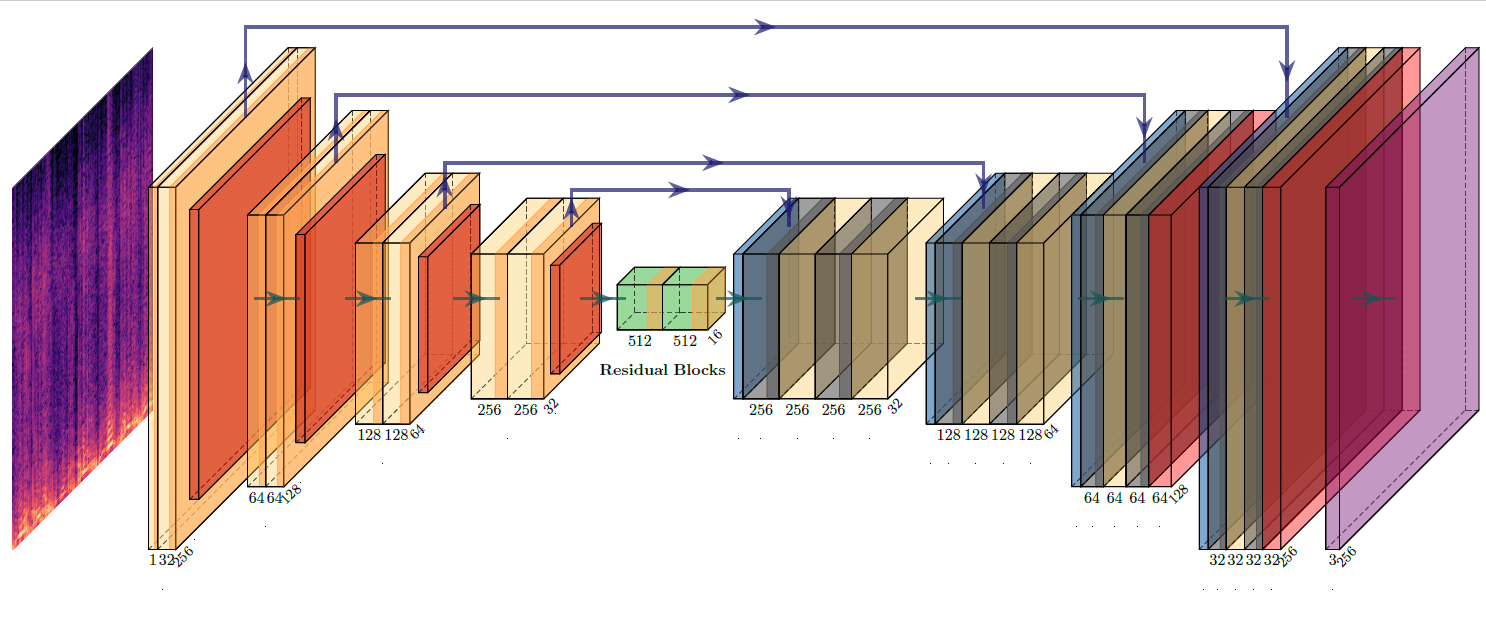 512 512 16
Residual Blocks
256 256 32
256 256 256 256 32
128 128 64
128 128 128 128 64
64 64 128
64 64 64 64 128
1 32 256
32 32 32 32 256
3 256